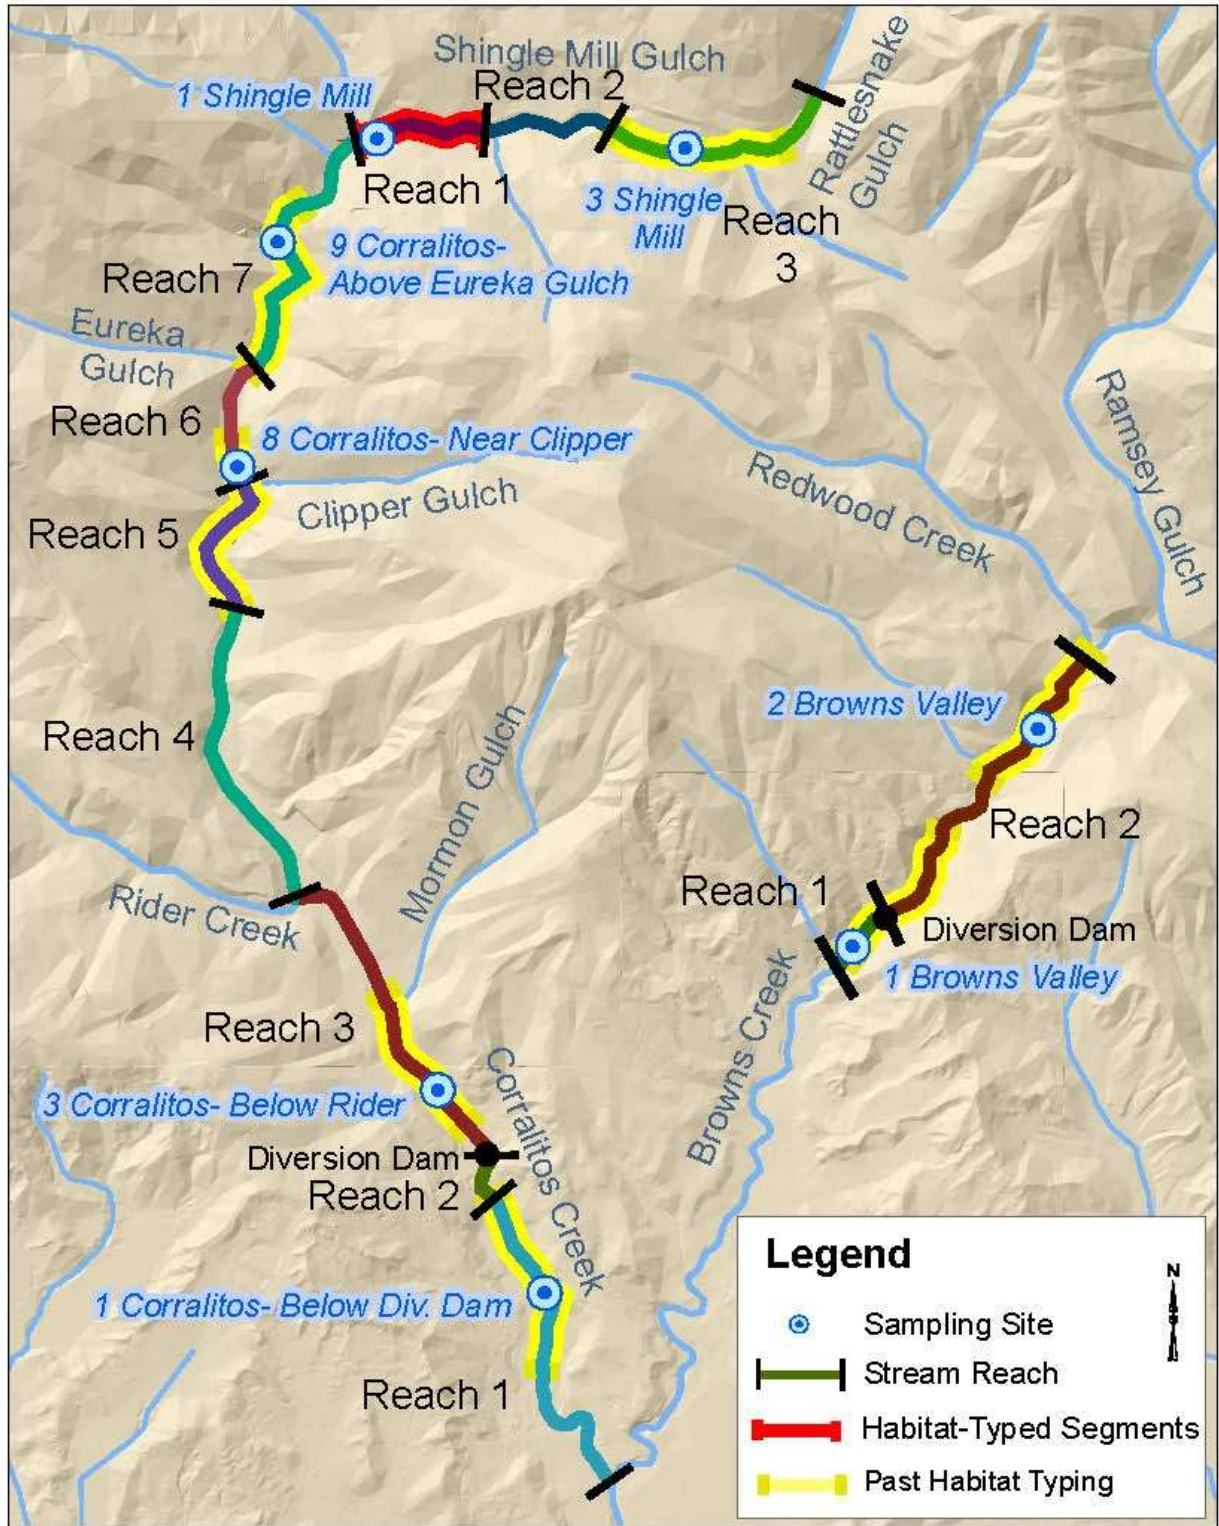 Shingle Mill Gulch
Reach 2
1 Shingle Mill
Rattlesnake
Gulch
Reach 1
3 Shingle
Mill
Reach
3
9 Corralitos-
Above Eureka Gulch
Reach 7
Eureka
Gulch
Reach 6
8 Corralitos- Near Clipper
Clipper Gulch
Reach 5
Redwood Creek
Ramsey Gulch
2 Browns Valley
Reach 4
Mormon Gulch
Reach 2
Reach 1
Rider Creek
Diversion Dam
1 Browns Valley
Browns Creek
Reach 3
Corralitos Creek
3 Corralitos- Below Rider
Diversion Dam
Reach 2
1 Corralitos- Below Div. Dam
Reach 1
Legend
N
Sampling Site
Stream Reach
Habitat-Typed Segments
Past Habitat Typing